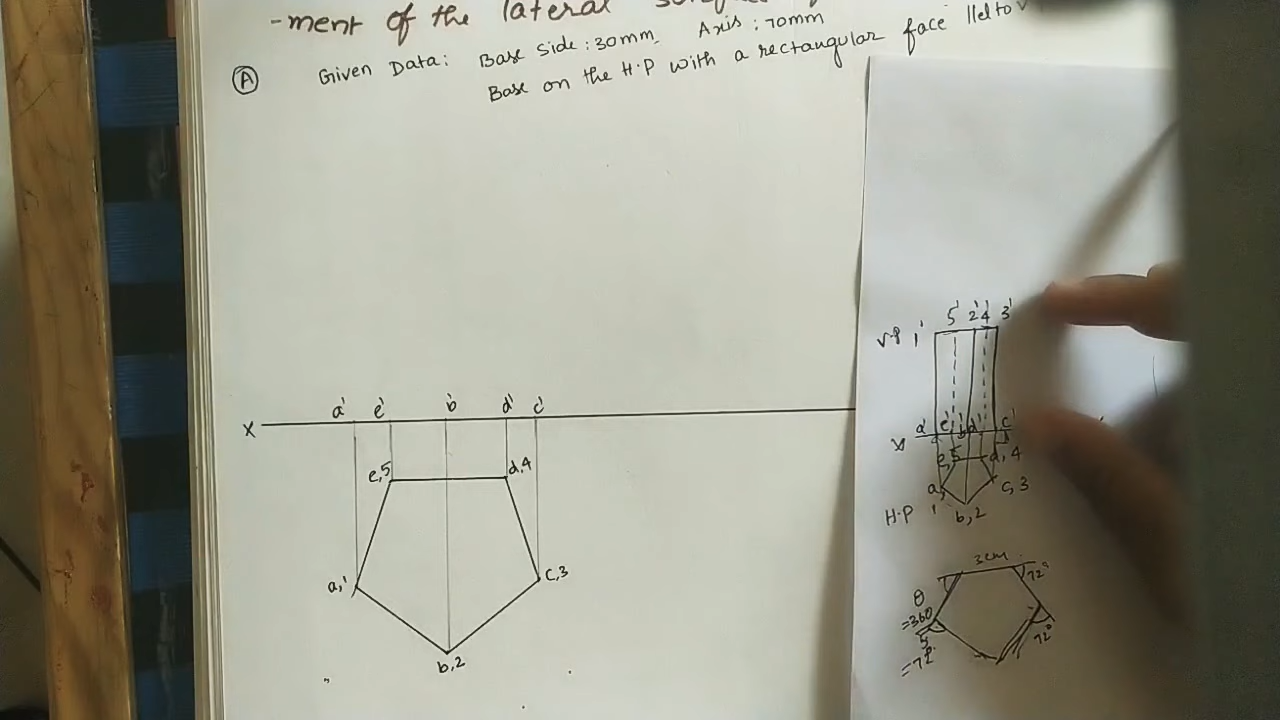 -ment of the lateral
Given Data: Base side: 30mm, Axis: 70mm
Base on the H.P with a rectangular face llel to V
A
a' e' b' d' c'
X
e,5 d,4
a,1 c,3
b,2
5' 2' 4' 3'
V.P 1'
a' e' d' c'
X
e,5 d,4
a, c,3
H.P 1 b,2
3cm.
θ 72°
=360
5 72°
=72°